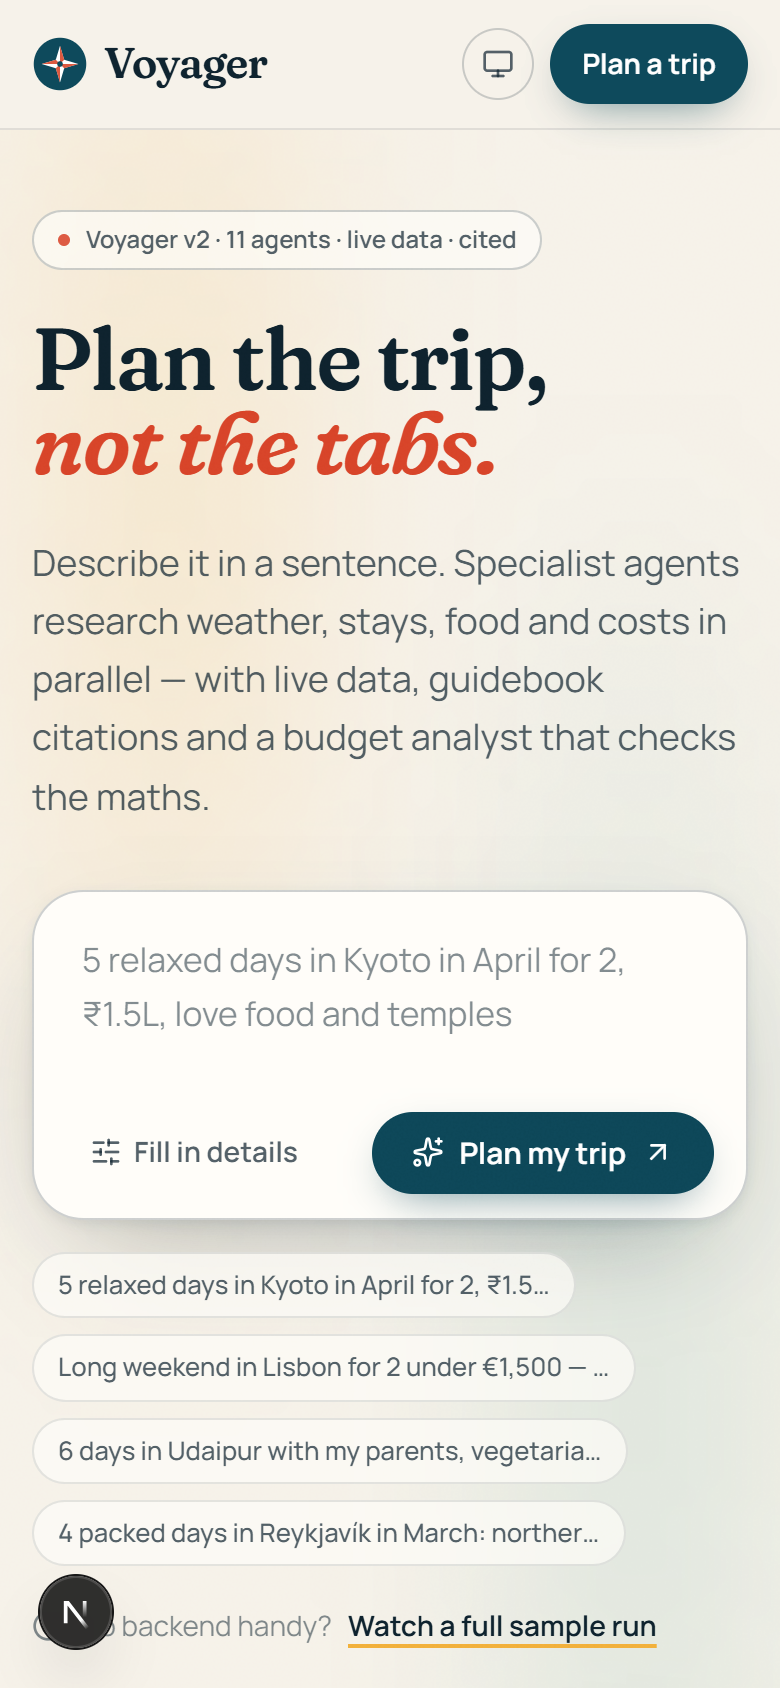 Voyager
Plan a trip
Voyager v2 · 11 agents · live data · cited
Plan the trip,
not the tabs.
Describe it in a sentence. Specialist agents
research weather, stays, food and costs in
parallel — with live data, guidebook
citations and a budget analyst that checks
the maths.
5 relaxed days in Kyoto in April for 2,
₹1.5L, love food and temples
Fill in details
Plan my trip
5 relaxed days in Kyoto in April for 2, ₹1.5...
Long weekend in Lisbon for 2 under €1,500 — ...
6 days in Udaipur with my parents, vegetaria...
4 packed days in Reykjavík in March: norther...
N
backend handy? Watch a full sample run